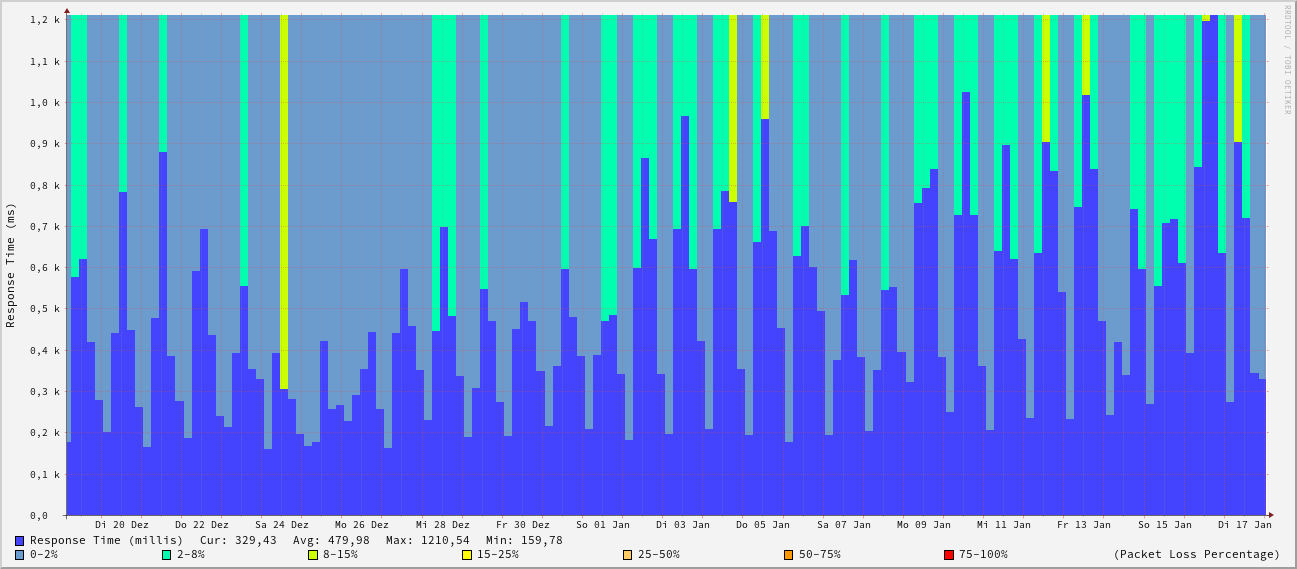 RRDTOOL / TOBI OETIKER
Response Time (ms)
1,2 k
1,1 k
1,0 k
0,9 k
0,8 k
0,7 k
0,6 k
0,5 k
0,4 k
0,3 k
0,2 k
0,1 k
0,0
Di 20 Dez Do 22 Dez Sa 24 Dez Mo 26 Dez Mi 28 Dez Fr 30 Dez So 01 Jan Di 03 Jan Do 05 Jan Sa 07 Jan Mo 09 Jan Mi 11 Jan Fr 13 Jan So 15 Jan Di 17 Jan
Response Time (millis) Cur: 329,43 Avg: 479,98 Max: 1210,54 Min: 159,78
0-2% 2-8% 8-15% 15-25% 25-50% 50-75% 75-100% (Packet Loss Percentage)